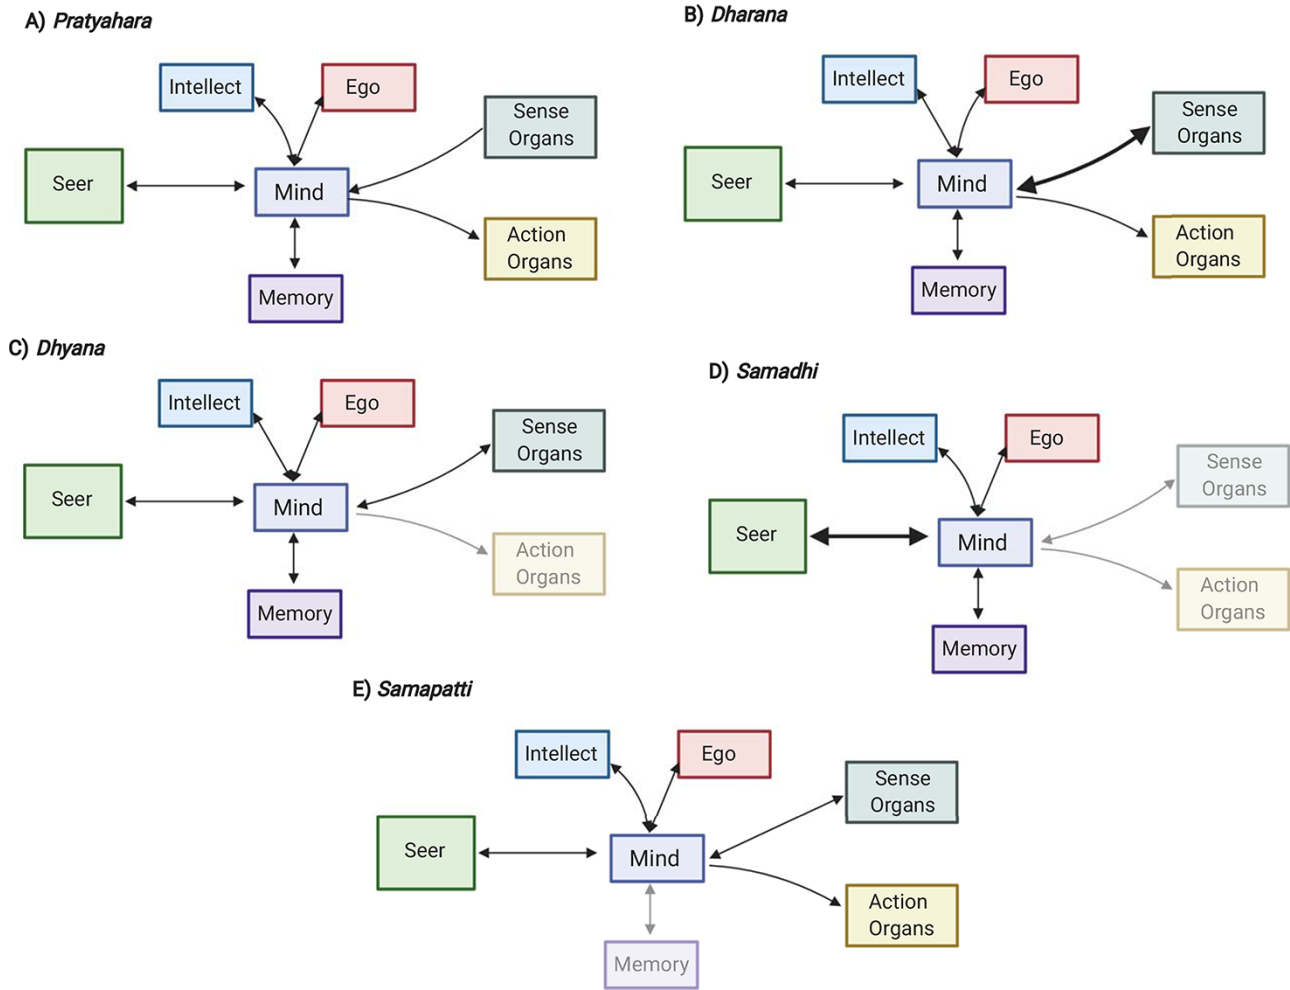 A) Pratyahara
Intellect
Ego
Sense
Organs
Seer
Mind
Action
Organs
Memory
B) Dharana
Intellect
Ego
Sense
Organs
Seer
Mind
Action
Organs
Memory
C) Dhyana
Intellect
Ego
Sense
Organs
Seer
Mind
Action
Organs
Memory
D) Samadhi
Intellect
Ego
Sense
Organs
Seer
Mind
Action
Organs
Memory
E) Samapatti
Intellect
Ego
Sense
Organs
Seer
Mind
Action
Organs
Memory